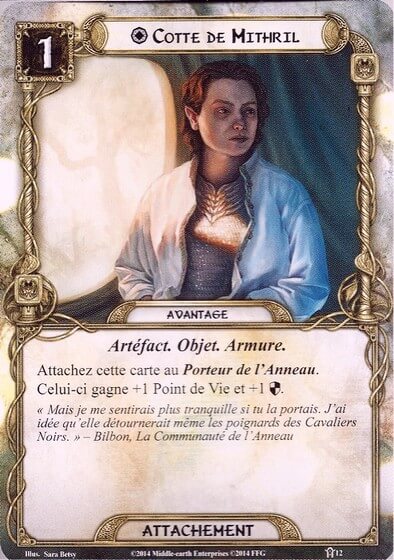 1
COTTE DE MITHRIL
AVANTAGE
Artéfact. Objet. Armure.
Attachez cette carte au Porteur de l'Anneau.
Celui-ci gagne +1 Point de Vie et +1 .
« Mais je me sentirais plus tranquille si tu la portais. J'ai
idée qu'elle détournerait même les poignards des Cavaliers
Noirs. » – Bilbon, La Communauté de l'Anneau
ATTACHEMENT
Illus. Sara Betsy
©2014 Middle-earth Enterprises ©2014 FFG
12